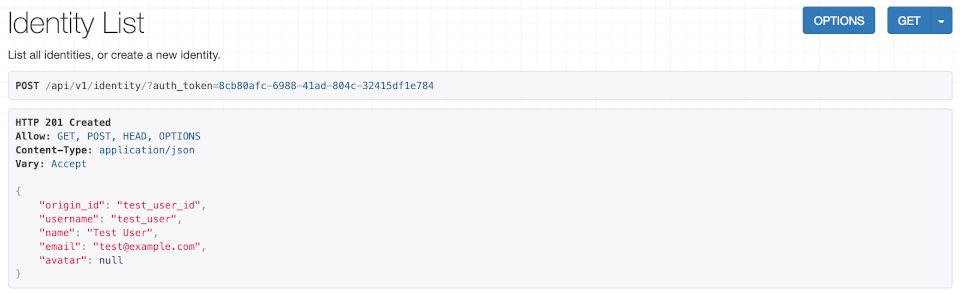 Identity List
OPTIONS
GET
List all identities, or create a new identity.
POST /api/v1/identity/?auth_token=8cb80afc-6988-41ad-804c-32415df1e784
HTTP 201 Created
Allow: GET, POST, HEAD, OPTIONS
Content-Type: application/json
Vary: Accept
{
    "origin_id": "test_user_id",
    "username": "test_user",
    "name": "Test User",
    "email": "test@example.com",
    "avatar": null
}